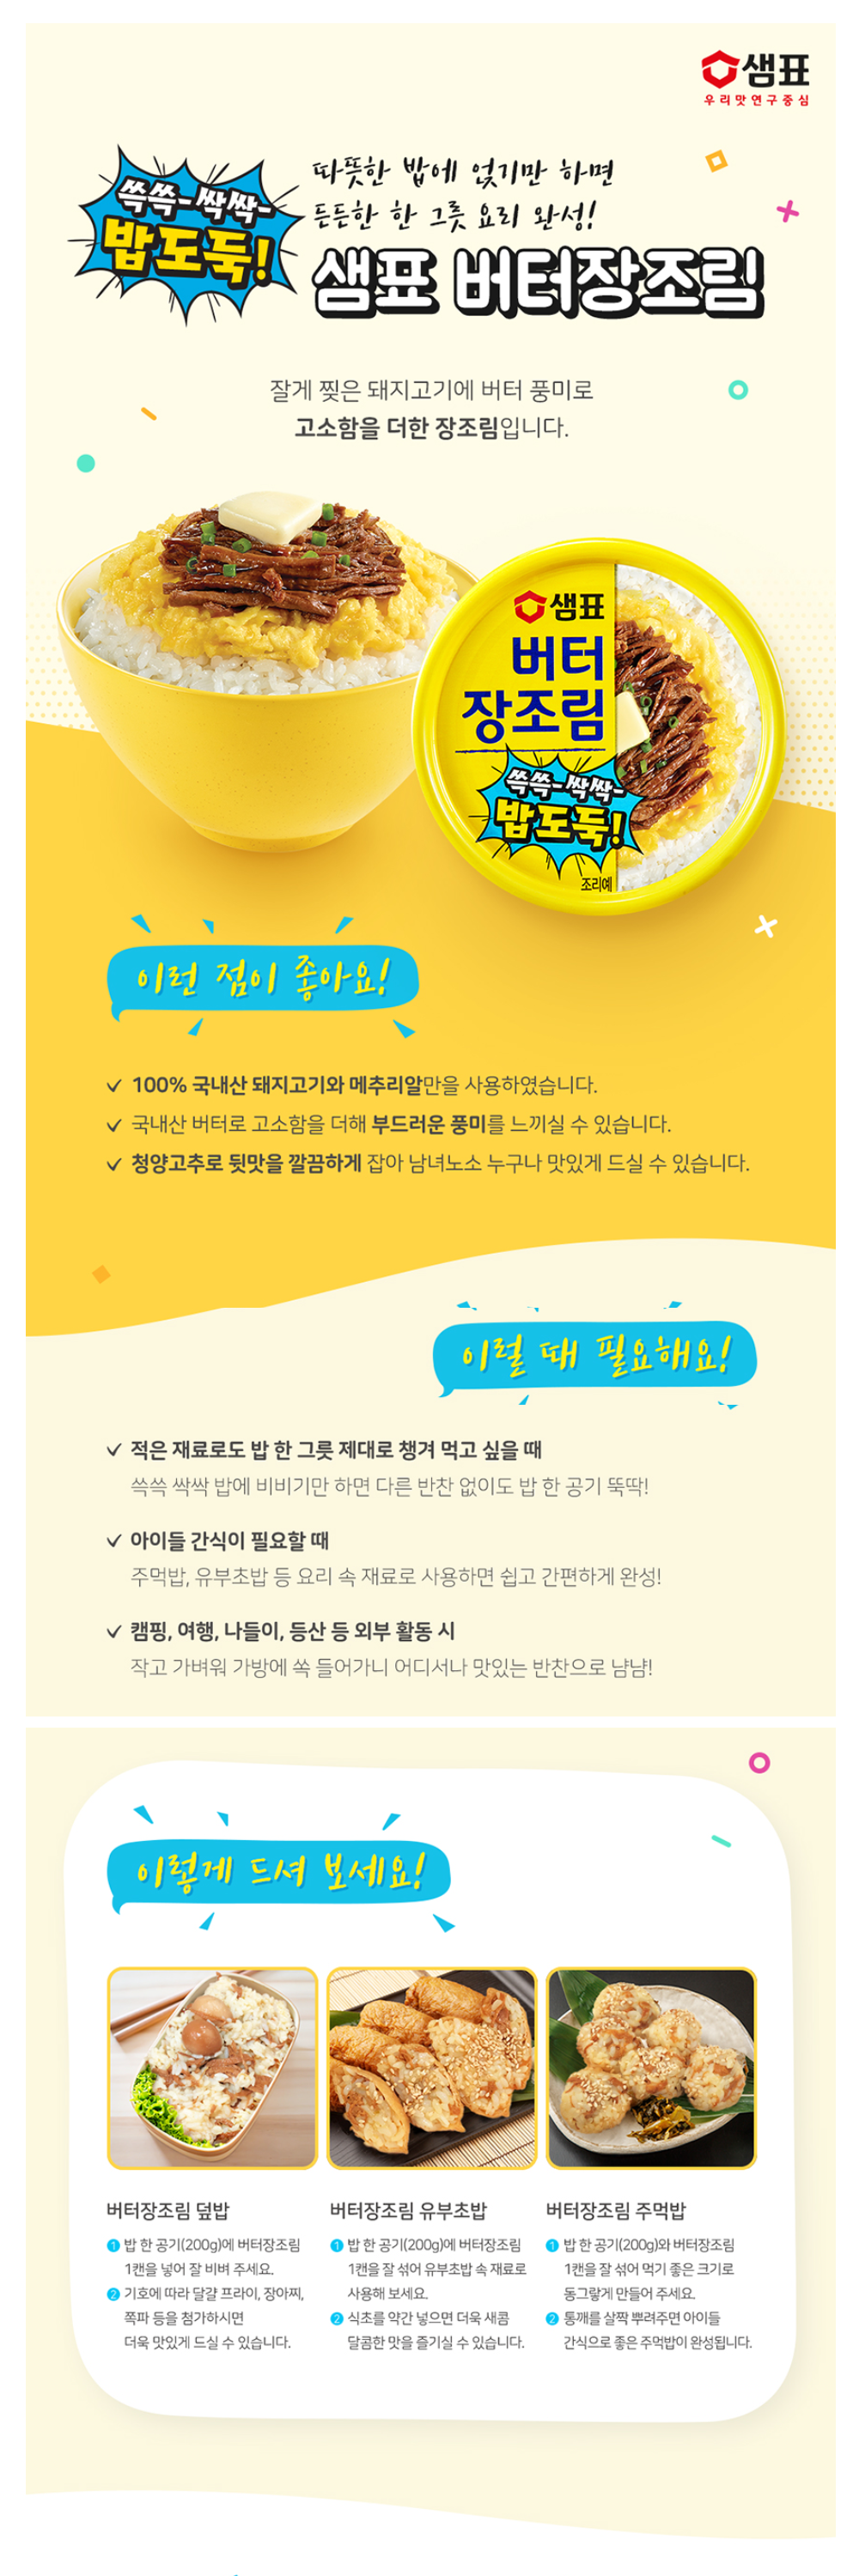 샘표
우리맛연구중심
쓱쓱-싹싹-
밥도둑!
따뜻한 밥에 얹기만 하면
든든한 한 그릇 요리 완성!
샘표 버터장조림
잘게 찢은 돼지고기에 버터 풍미로
고소함을 더한 장조림입니다.
샘표
버터
장조림
쓱쓱-싹싹-
밥도둑!
조리예
이런 점이 좋아요!
100% 국내산 돼지고기와 메추리알만을 사용하였습니다.
국내산 버터로 고소함을 더해 부드러운 풍미를 느끼실 수 있습니다.
청양고추로 뒷맛을 깔끔하게 잡아 남녀노소 누구나 맛있게 드실 수 있습니다.
이럴 때 필요해요!
적은 재료로도 밥 한 그릇 제대로 챙겨 먹고 싶을 때
쓱쓱 싹싹 밥에 비비기만 하면 다른 반찬 없이도 밥 한 공기 뚝딱!
아이들 간식이 필요할 때
주먹밥, 유부초밥 등 요리 속 재료로 사용하면 쉽고 간편하게 완성!
캠핑, 여행, 나들이, 등산 등 외부 활동 시
작고 가벼워 가방에 쏙 들어가니 어디서나 맛있는 반찬으로 냠냠!
이렇게 드셔 보세요!
버터장조림 덮밥
1 밥 한 공기(200g)에 버터장조림
1캔을 넣어 잘 비벼 주세요.
2 기호에 따라 달걀 프라이, 장아찌,
쪽파 등을 첨가하시면
더욱 맛있게 드실 수 있습니다.
버터장조림 유부초밥
1 밥 한 공기(200g)에 버터장조림
1캔을 잘 섞어 유부초밥 속 재료로
사용해 보세요.
2 식초를 약간 넣으면 더욱 새콤
달콤한 맛을 즐기실 수 있습니다.
버터장조림 주먹밥
1 밥 한 공기(200g)와 버터장조림
1캔을 잘 섞어 먹기 좋은 크기로
동그랗게 만들어 주세요.
2 통깨를 살짝 뿌려주면 아이들
간식으로 좋은 주먹밥이 완성됩니다.